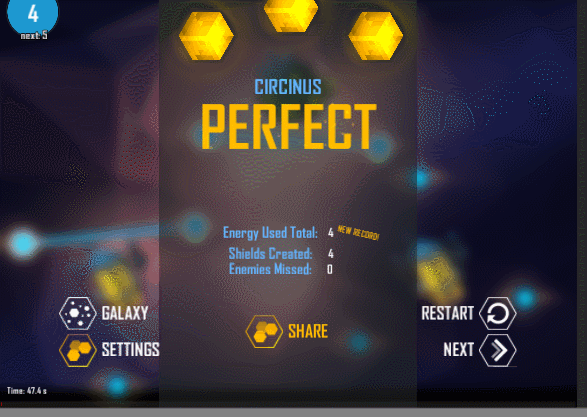 4
next: 5
CIRCINUS
PERFECT
Energy Used Total: 4 NEW RECORD!
Shields Created: 4
Enemies Missed: 0
GALAXY
SETTINGS
SHARE
RESTART
NEXT
Time: 47.4 s